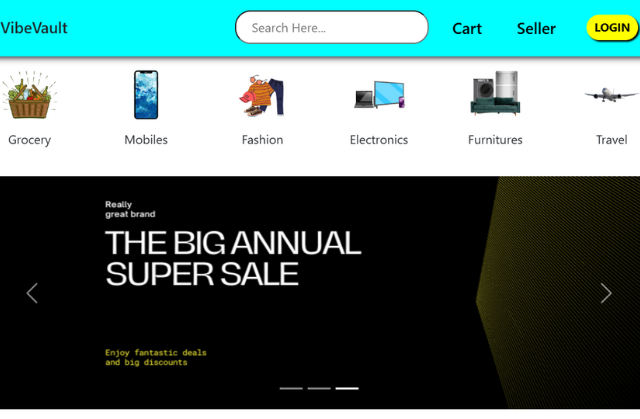 VibeVault
Search Here...
Cart
Seller
LOGIN
Grocery
Mobiles
Fashion
Electronics
Furnitures
Travel
Really
great brand
THE BIG ANNUAL
SUPER SALE
Enjoy fantastic deals
and big discounts